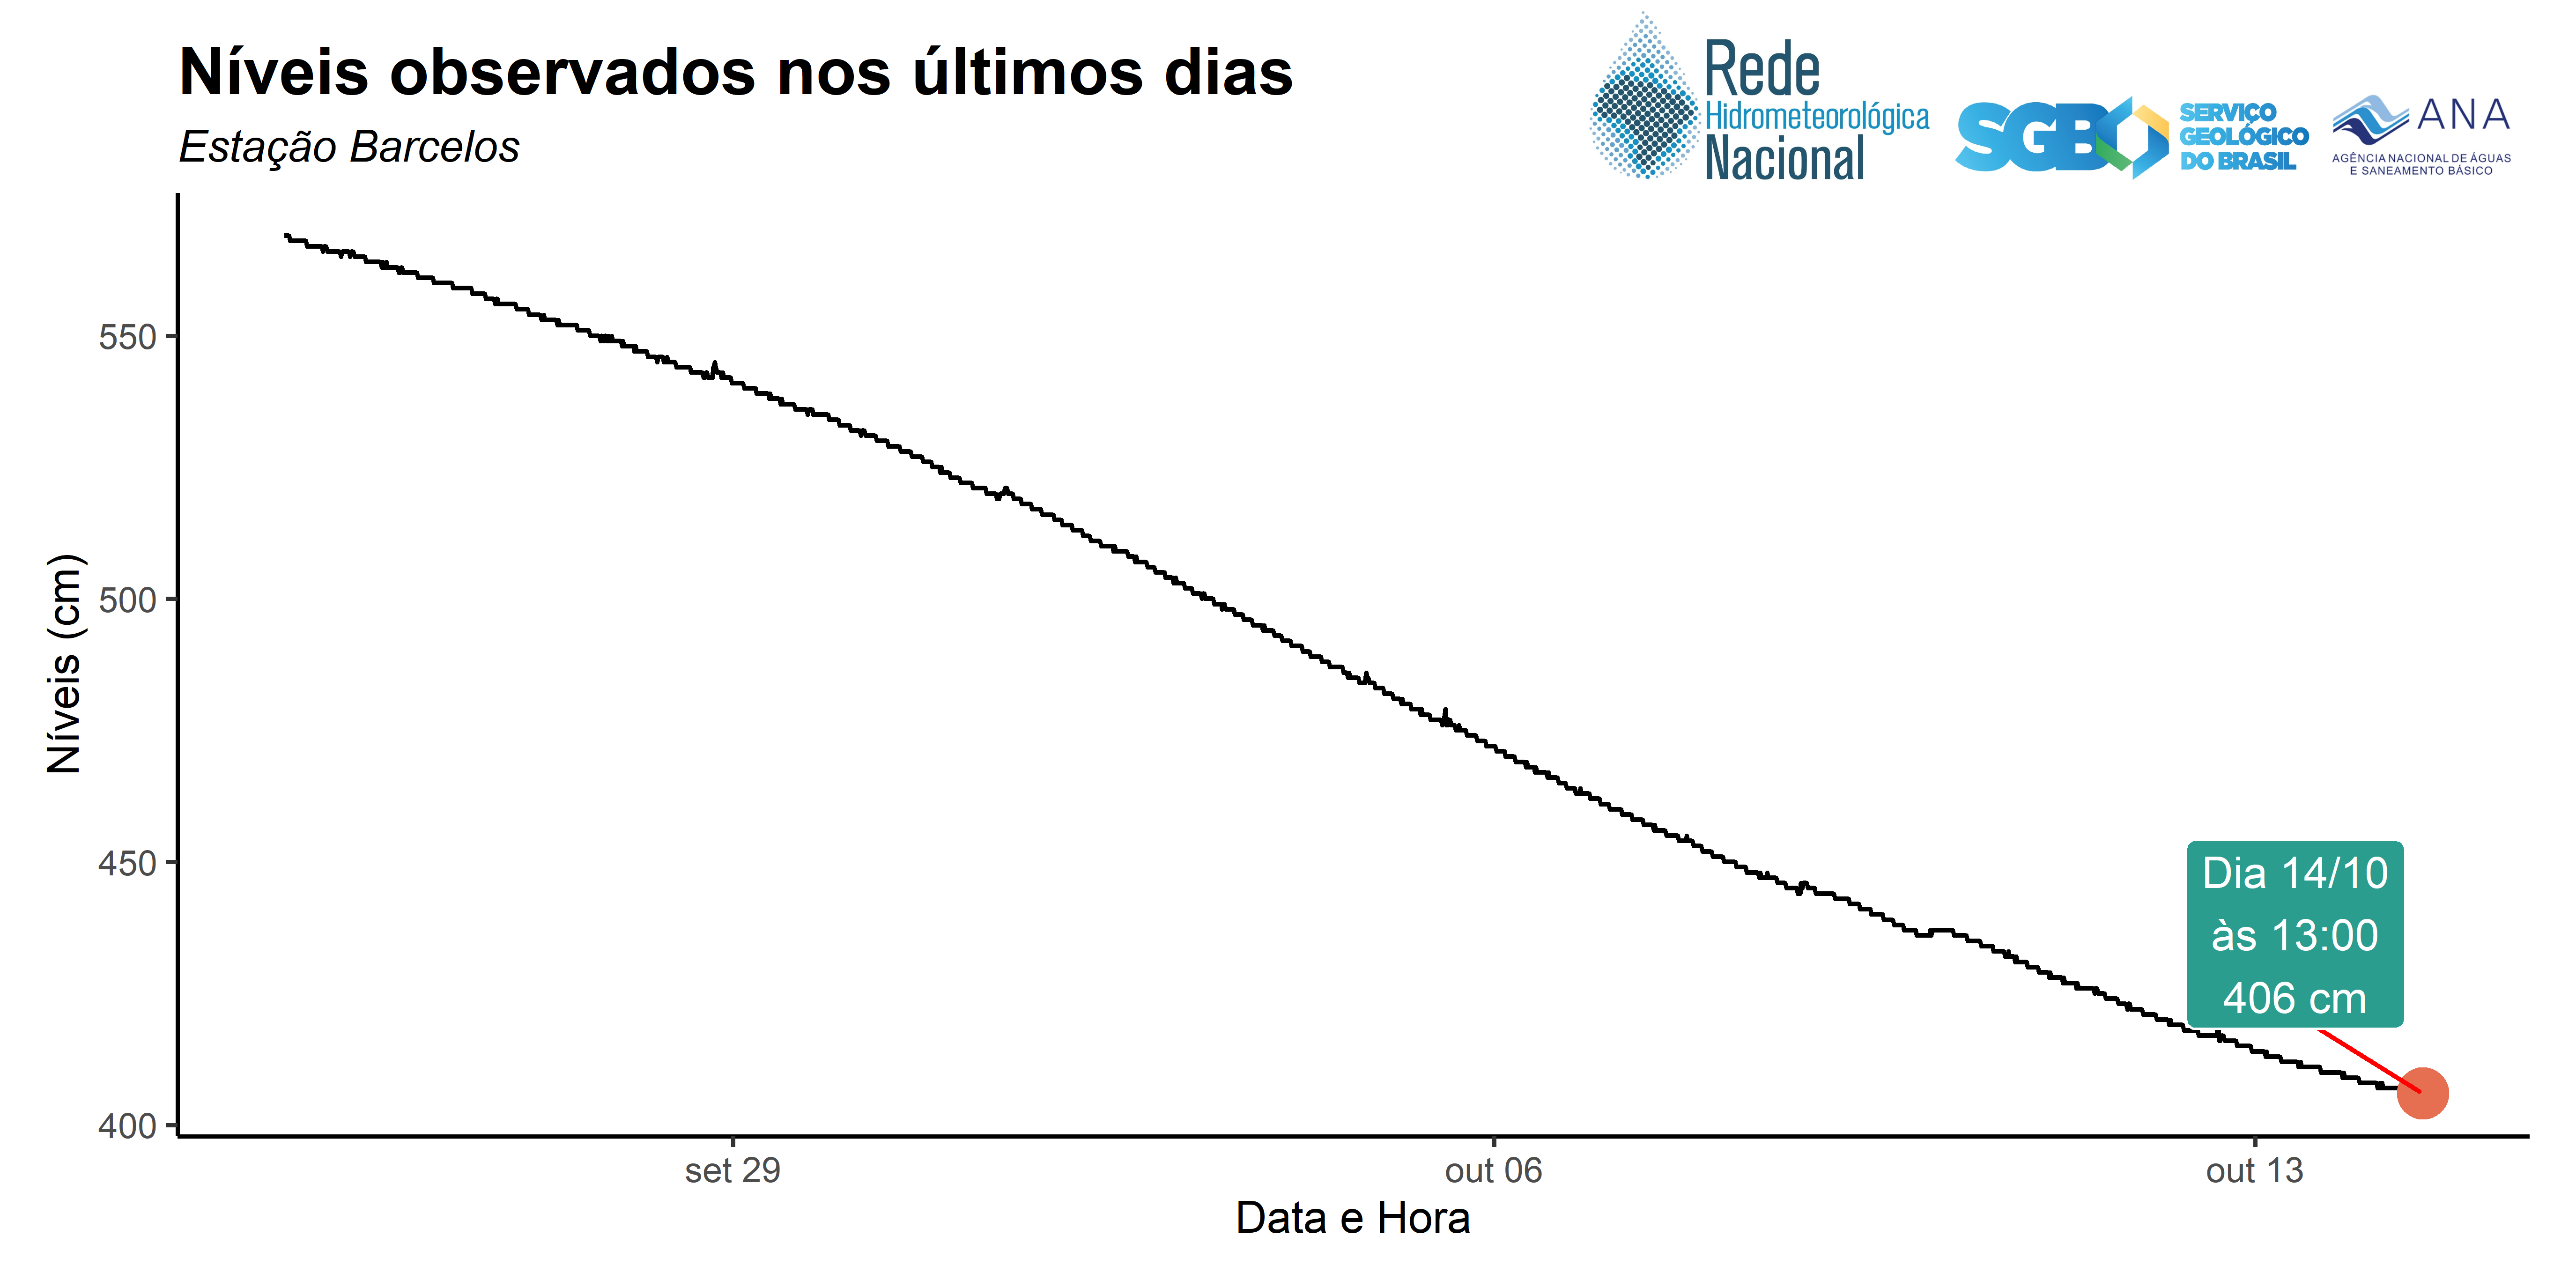 Níveis observados nos últimos dias
Estação Barcelos
Rede
Hidrometeorológica
Nacional
SGB
SERVIÇO
GEOLÓGICO
DO BRASIL
ANA
AGÊNCIA NACIONAL DE ÁGUAS
E SANEAMENTO BÁSICO
Níveis (cm)
550
500
450
400
Dia 14/10
às 13:00
406 cm
set 29
out 06
out 13
Data e Hora